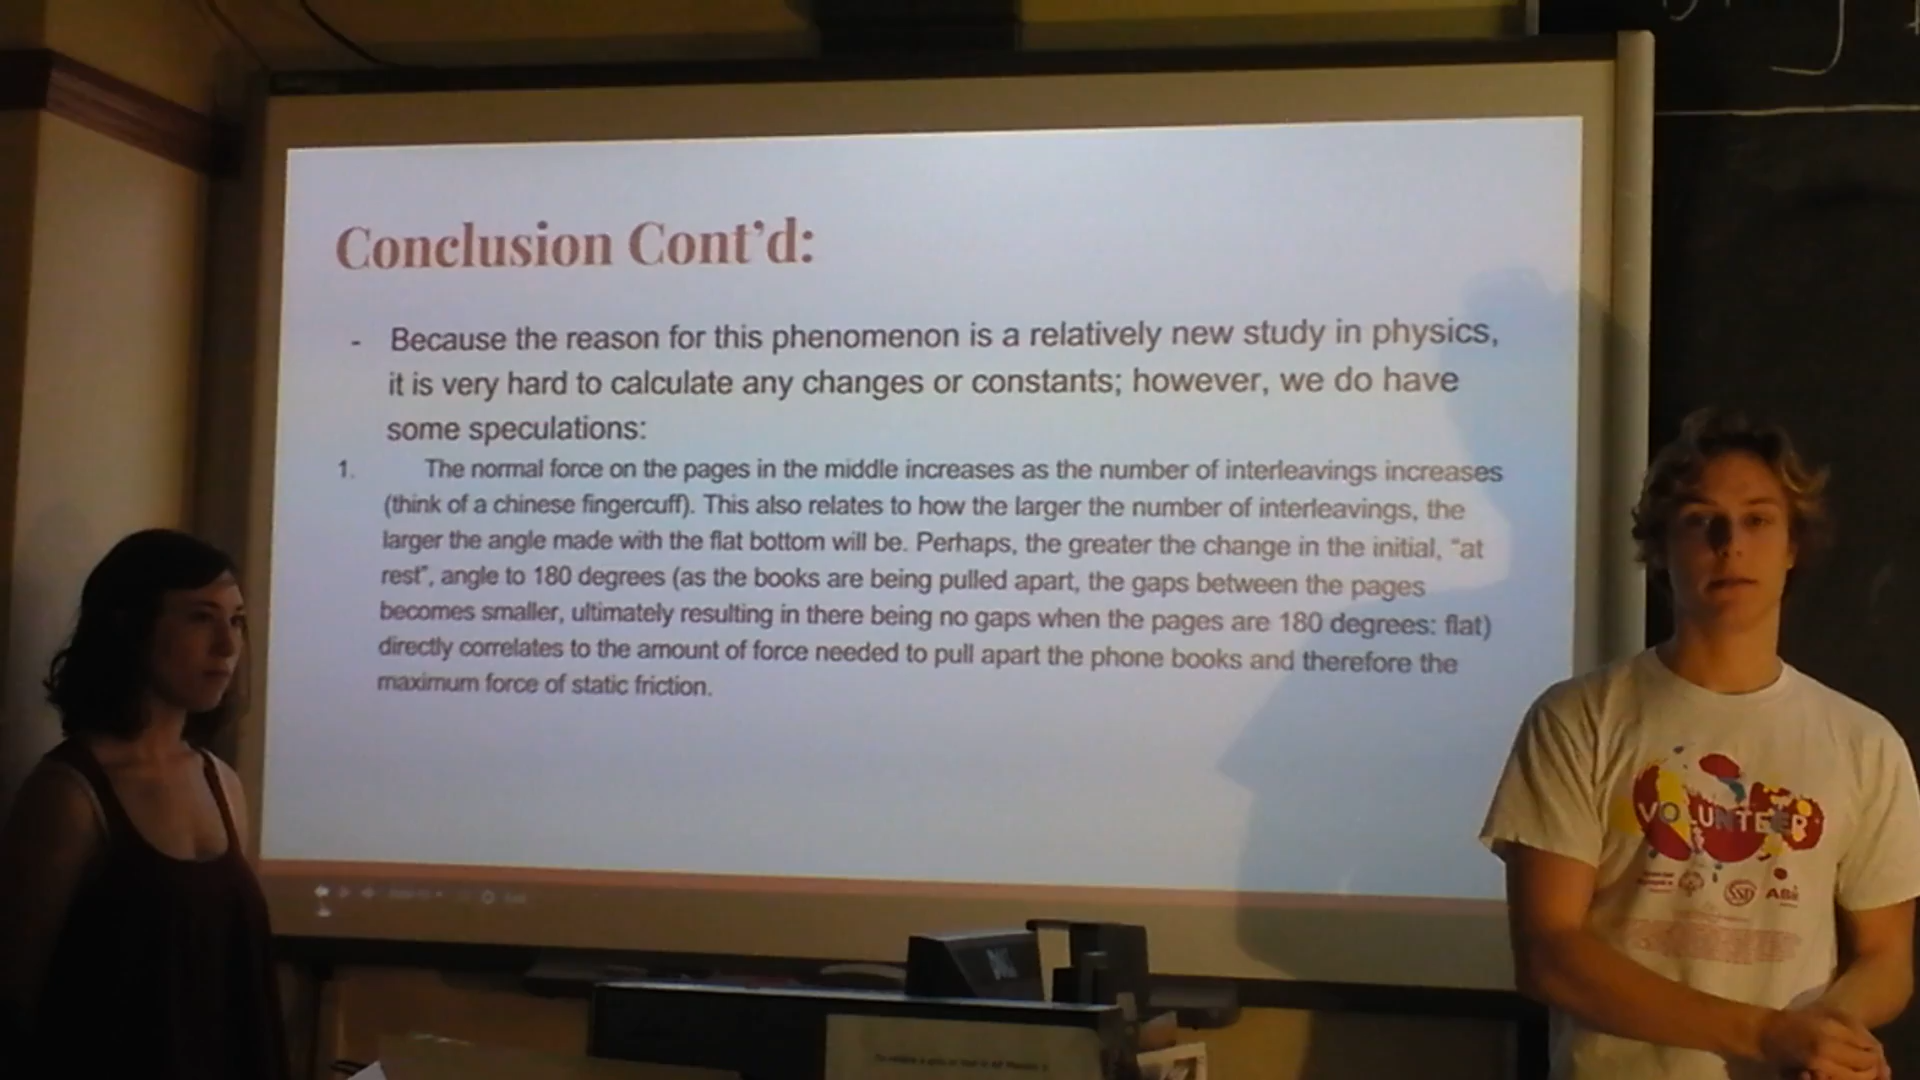 Conclusion Cont'd:
- Because the reason for this phenomenon is a relatively new study in physics,
it is very hard to calculate any changes or constants; however, we do have
some speculations:
1. The normal force on the pages in the middle increases as the number of interleavings increases
(think of a chinese fingercuff). This also relates to how the larger the number of interleavings, the
larger the angle made with the flat bottom will be. Perhaps, the greater the change in the initial, "at
rest", angle to 180 degrees (as the books are being pulled apart, the gaps between the pages
becomes smaller, ultimately resulting in there being no gaps when the pages are 180 degrees: flat)
directly correlates to the amount of force needed to pull apart the phone books and therefore the
maximum force of static friction.
VOLUNTEER
SSD